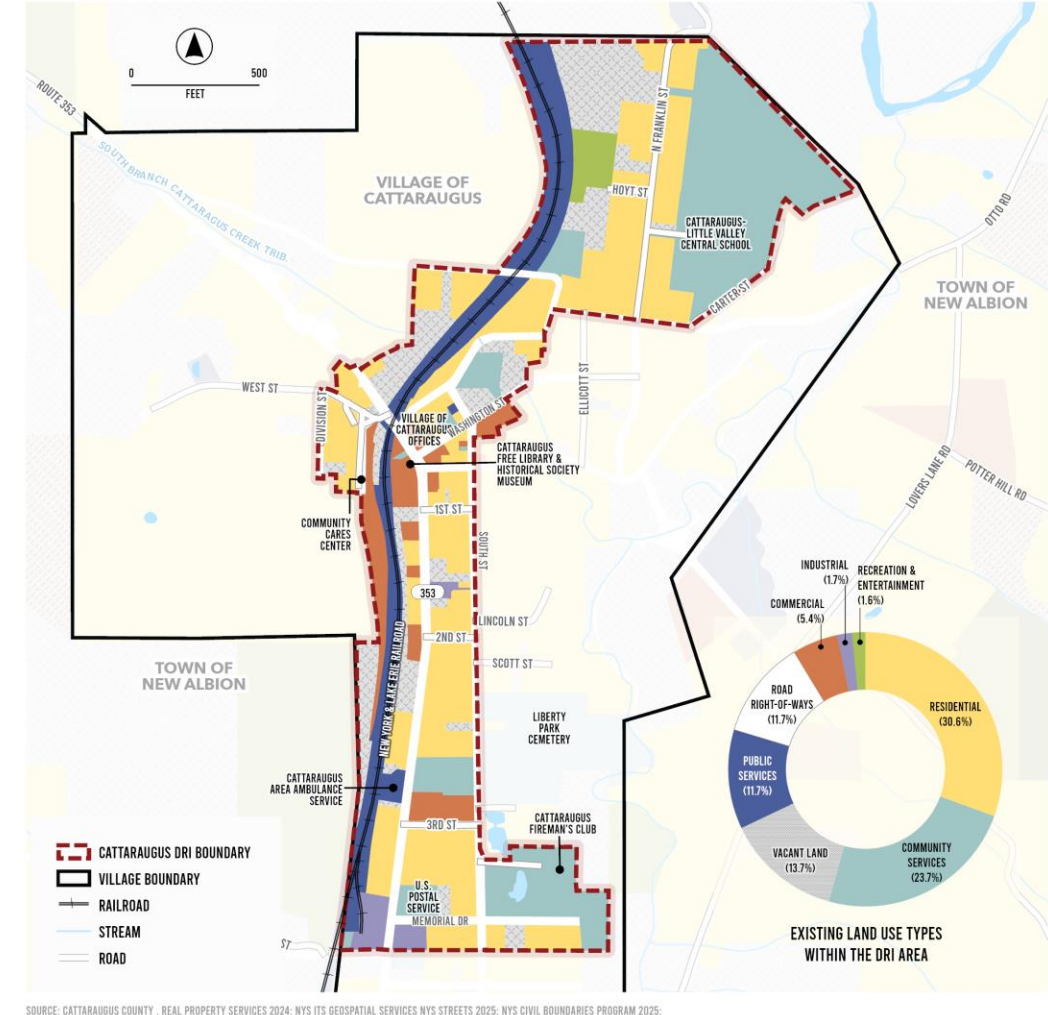 0 500
FEET
ROUTE 353
SOUTH BRANCH CATTARAGUS CREEK TRIB.
VILLAGE OF
CATTARAUGUS
N FRANKLIN ST
HOYT ST
CATTARAUGUS-
LITTLE VALLEY
CENTRAL SCHOOL
CARTER ST
OTTO RD
TOWN OF
NEW ALBION
WEST ST
DIVISION ST
ELLICOTT ST
VILLAGE OF
CATTARAUGUS
OFFICES
WASHINGTON ST
CATTARAUGUS
FREE LIBRARY &
HISTORICAL SOCIETY
MUSEUM
LOVERS LANE RD
POTTER HILL RD
COMMUNITY
CARES
CENTER
1ST ST
SOUTH ST
353
LINCOLN ST
2ND ST
SCOTT ST
NEW YORK & LAKE ERIE RAILROAD
TOWN OF
NEW ALBION
LIBERTY
PARK
CEMETERY
CATTARAUGUS
AREA AMBULANCE
SERVICE
3RD ST
CATTARAUGUS
FIREMAN'S CLUB
U.S.
POSTAL
SERVICE
MEMORIAL DR
ST
CATTARAUGUS DRI BOUNDARY
VILLAGE BOUNDARY
RAILROAD
STREAM
ROAD
INDUSTRIAL
(1.7%)
RECREATION &
ENTERTAINMENT
(1.6%)
COMMERCIAL
(5.4%)
ROAD
RIGHT-OF-WAYS
(11.7%)
RESIDENTIAL
(30.6%)
PUBLIC
SERVICES
(11.7%)
VACANT LAND
(13.7%)
COMMUNITY
SERVICES
(23.7%)
EXISTING LAND USE TYPES
WITHIN THE DRI AREA
SOURCE: CATTARAUGUS COUNTY . REAL PROPERTY SERVICES 2024; NYS ITS GEOSPATIAL SERVICES NYS STREETS 2025; NYS CIVIL BOUNDARIES PROGRAM 2025;